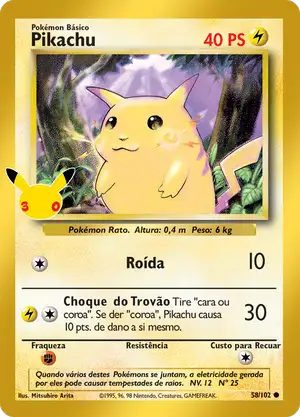 Pokémon Básico
Pikachu 40 PS
30
Pokémon Rato. Altura: 0,4 m Peso: 6 kg
Roída 10
Choque do Trovão Tire "cara ou
coroa". Se der "coroa", Pikachu causa 30
10 pts. de dano a si mesmo.
Fraqueza Resistência Custo para Recuar
Quando vários destes Pokémons se juntam, a eletricidade gerada
por eles pode causar tempestades de raios. NV. 12 N° 25
Ilus. Mitsuhiro Arita ©1995, 96, 98 Nintendo, Creatures, GAMEFREAK. 58/102